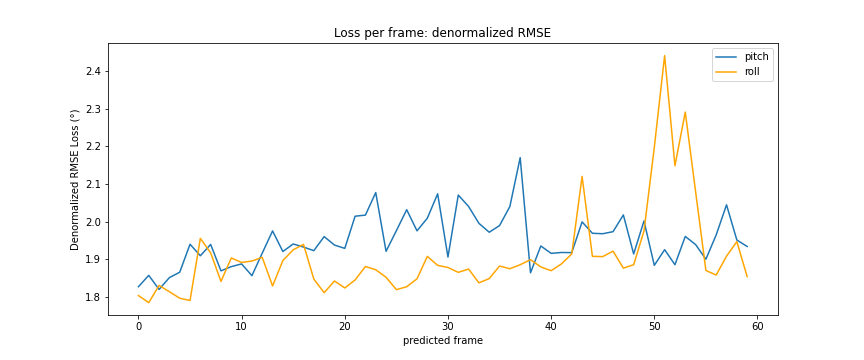 Loss per frame: denormalized RMSE
pitch
roll
Denormalized RMSE Loss (°)
2.4
2.3
2.2
2.1
2.0
1.9
1.8
0 10 20 30 40 50 60
predicted frame